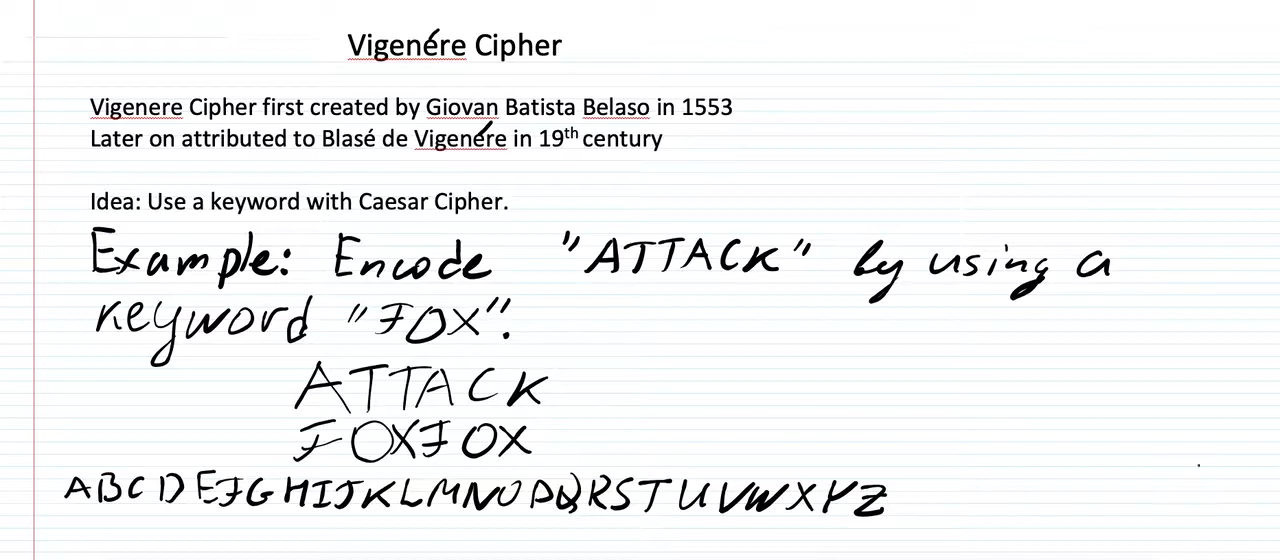 Vigenére Cipher
Vigenere Cipher first created by Giovan Batista Belaso in 1553
Later on attributed to Blasé de Vigenére in 19th century
Idea: Use a keyword with Caesar Cipher.
Example: Encode "ATTACK" by using a
keyword "FOX".
ATTACK
FOXFOX
ABCDEFGHIJKLMNOPQRSTUVWXYZ